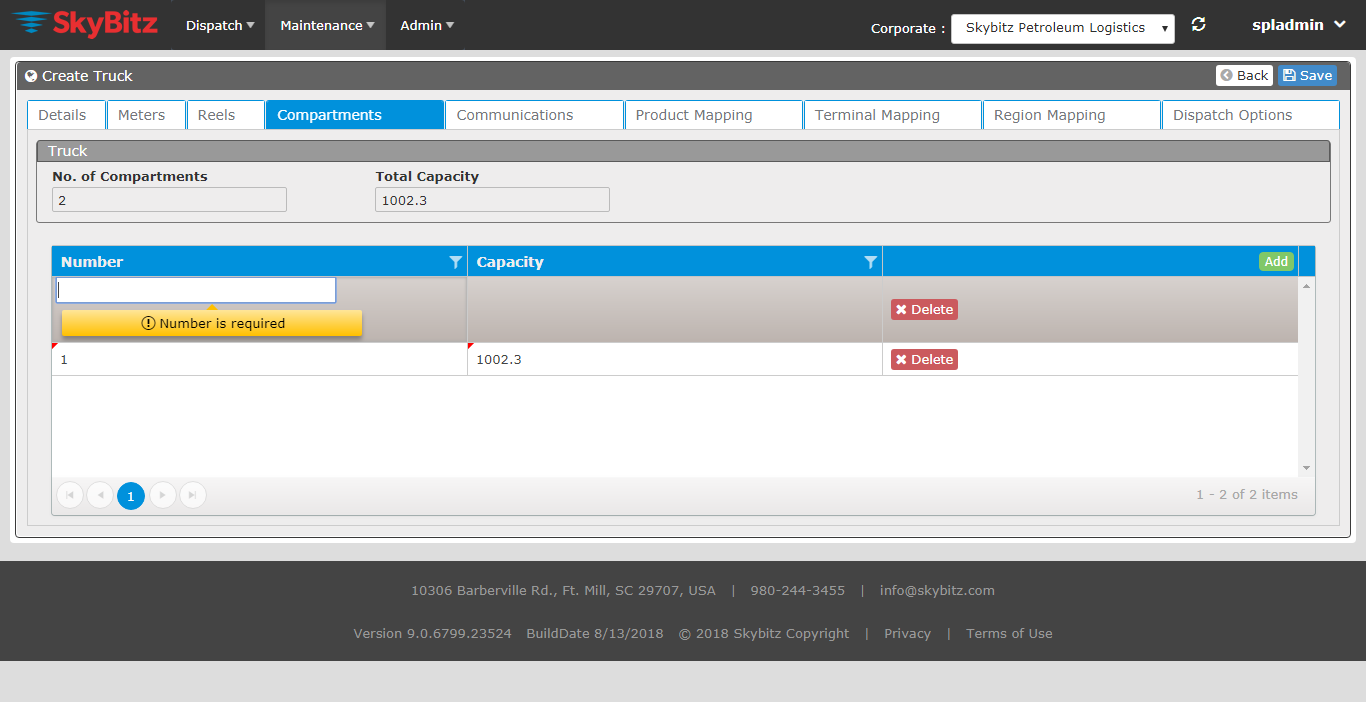 SkyBitz Dispatch Maintenance Admin Corporate : Skybitz Petroleum Logistics spladmin
Create Truck Back Save
Details Meters Reels Compartments Communications Product Mapping Terminal Mapping Region Mapping Dispatch Options
Truck
No. of Compartments Total Capacity
2 1002.3
Number Capacity Add
Delete
Number is required
1 1002.3 Delete
1 1 - 2 of 2 items
10306 Barberville Rd., Ft. Mill, SC 29707, USA | 980-244-3455 | info@skybitz.com
Version 9.0.6799.23524 BuildDate 8/13/2018 © 2018 Skybitz Copyright | Privacy | Terms of Use